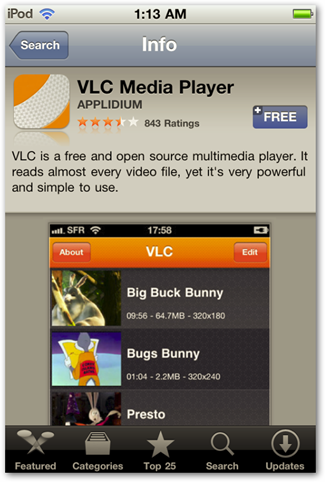 iPod 1:13 AM
Search Info
VLC Media Player
APPLIDIUM
843 Ratings
FREE
VLC is a free and open source multimedia player. It
reads almost every video file, yet it's very powerful
and simple to use.
SFR 17:58
About VLC Edit
Big Buck Bunny
09:56 - 64.7MB - 320x180
Bugs Bunny
01:04 - 2.2MB - 320x240
Presto
Featured Categories Top 25 Search Updates